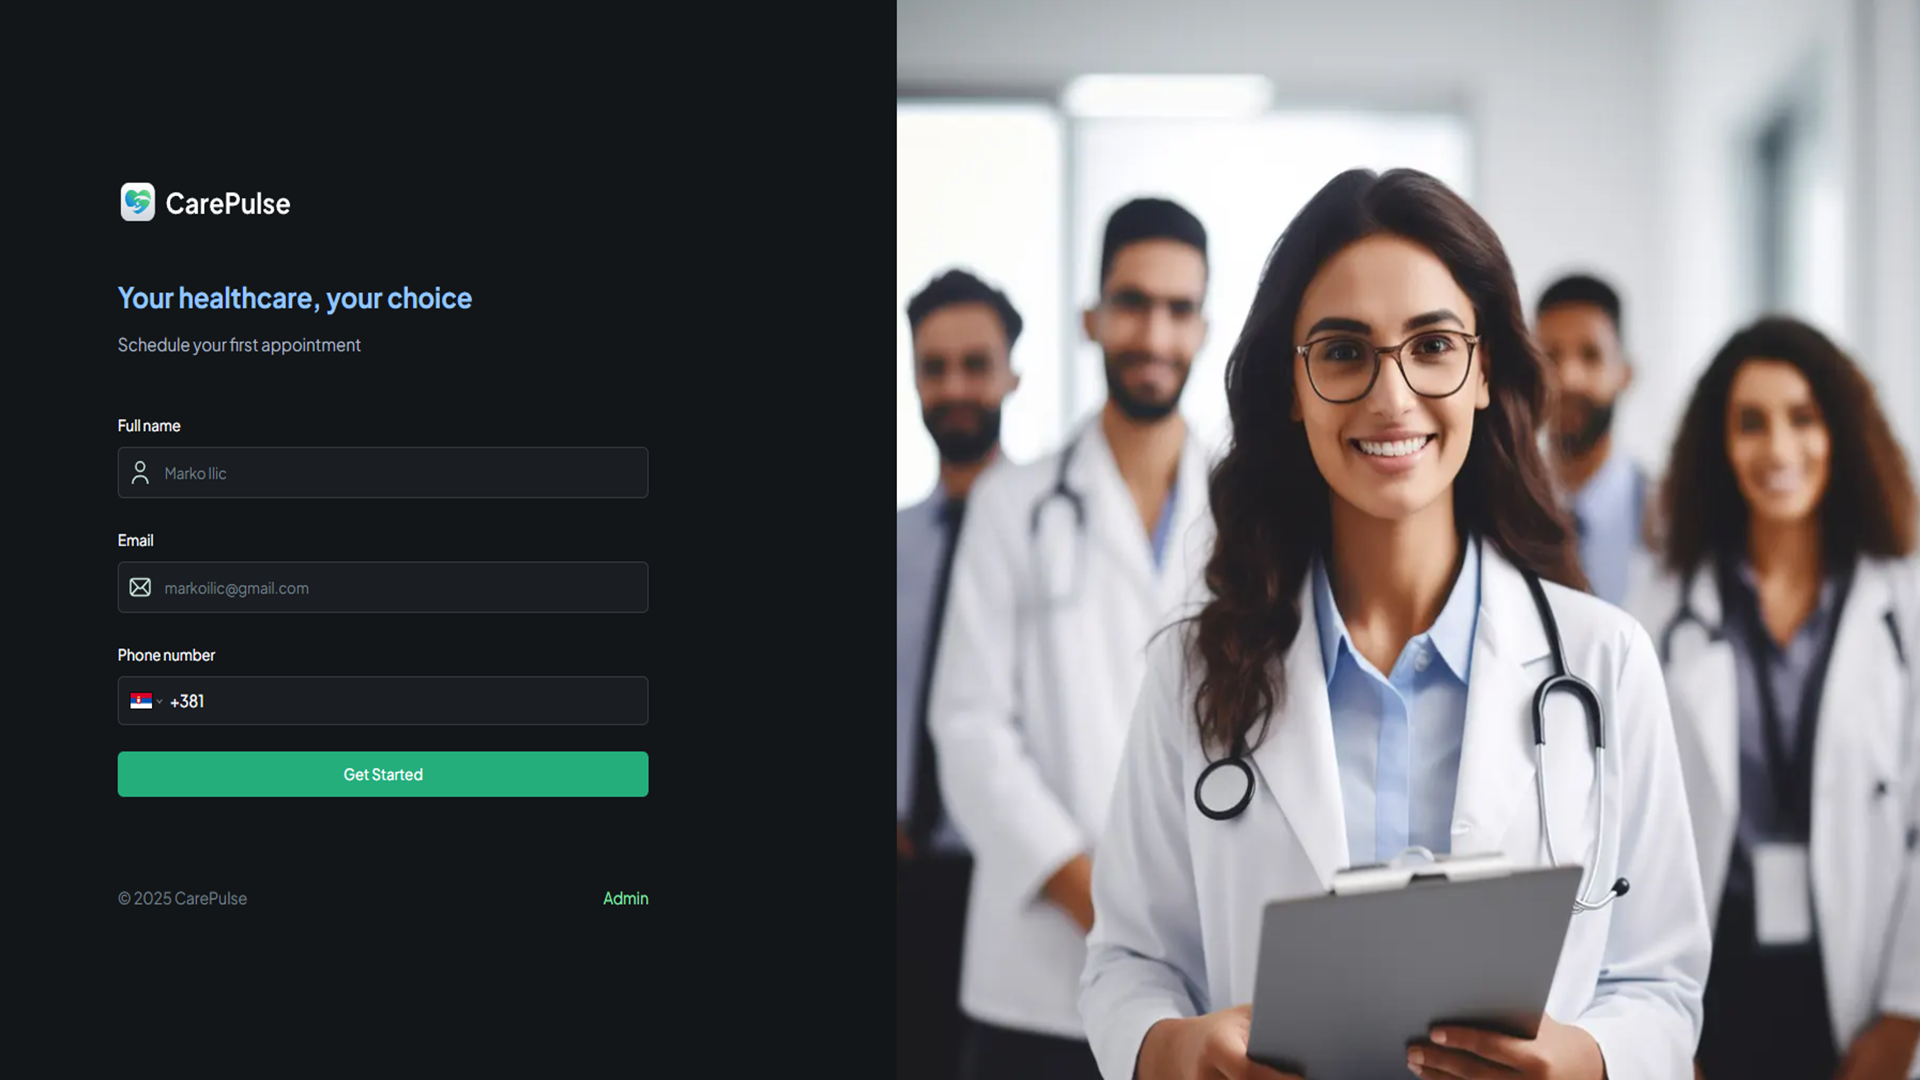 CarePulse
Your healthcare, your choice
Schedule your first appointment
Full name
Marko Ilic
Email
markoilic@gmail.com
Phone number
+381
Get Started
© 2025 CarePulse
Admin